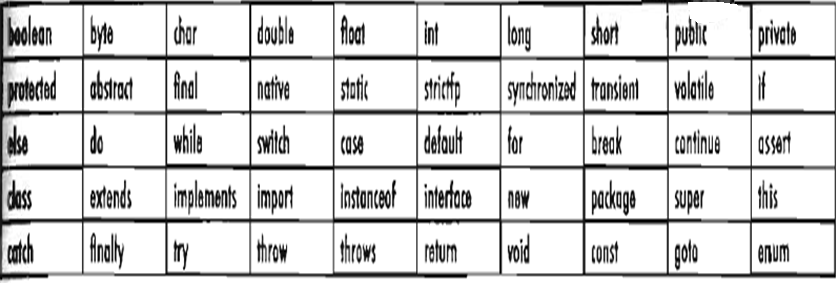 boolean byte char double float int long short public private
protected abstract final native static strictfp synchronized transient volatile if
else do while switch case default for break continue assert
class extends implements import instanceof interface new package super this
catch finally try throw throws return void const goto enum